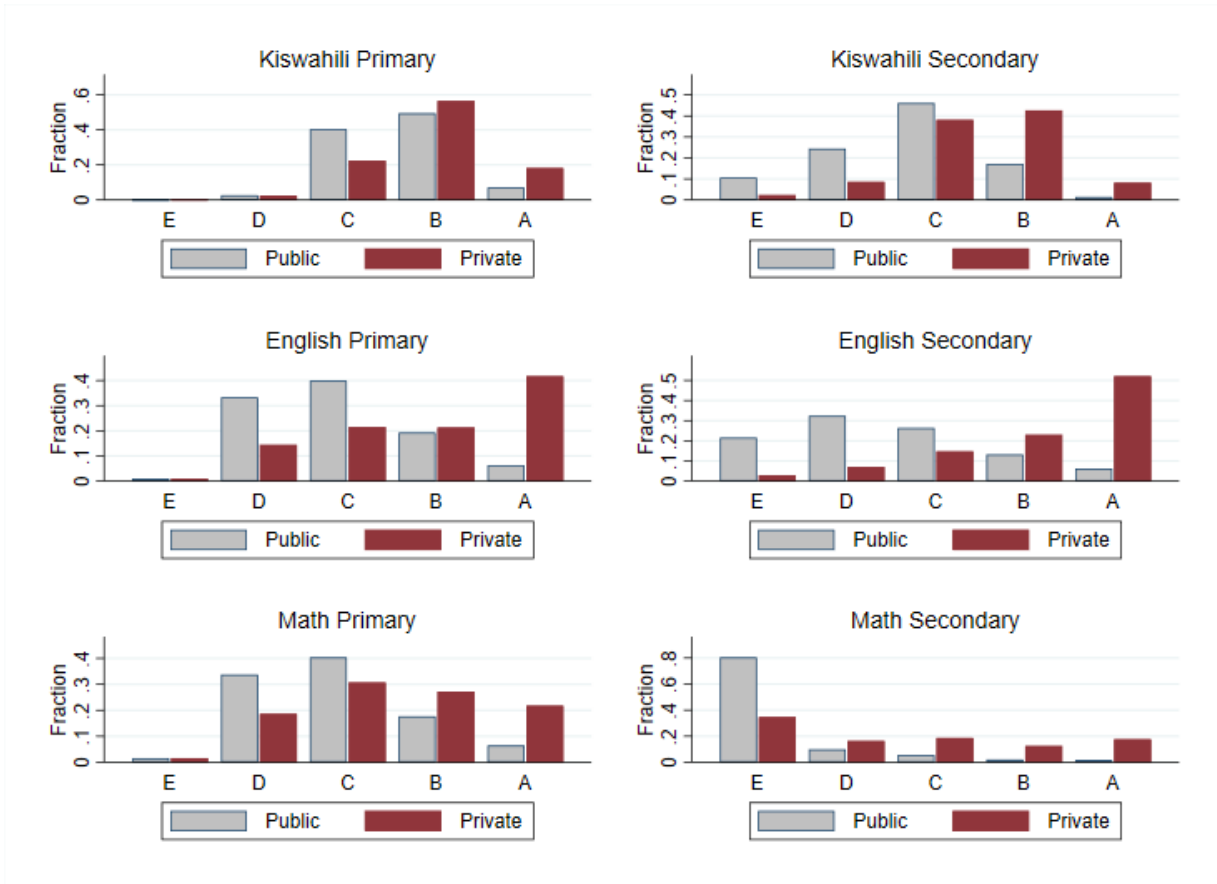 Kiswahili Primary
Fraction
0 .2 .4 .6
E D C B A
Public Private
Kiswahili Secondary
Fraction
0 .1 .2 .3 .4 .5
E D C B A
Public Private
English Primary
Fraction
0 .1 .2 .3 .4
E D C B A
Public Private
English Secondary
Fraction
0 .1 .2 .3 .4 .5
E D C B A
Public Private
Math Primary
Fraction
0 .1 .2 .3 .4
E D C B A
Public Private
Math Secondary
Fraction
0 .2 .4 .6 .8
E D C B A
Public Private